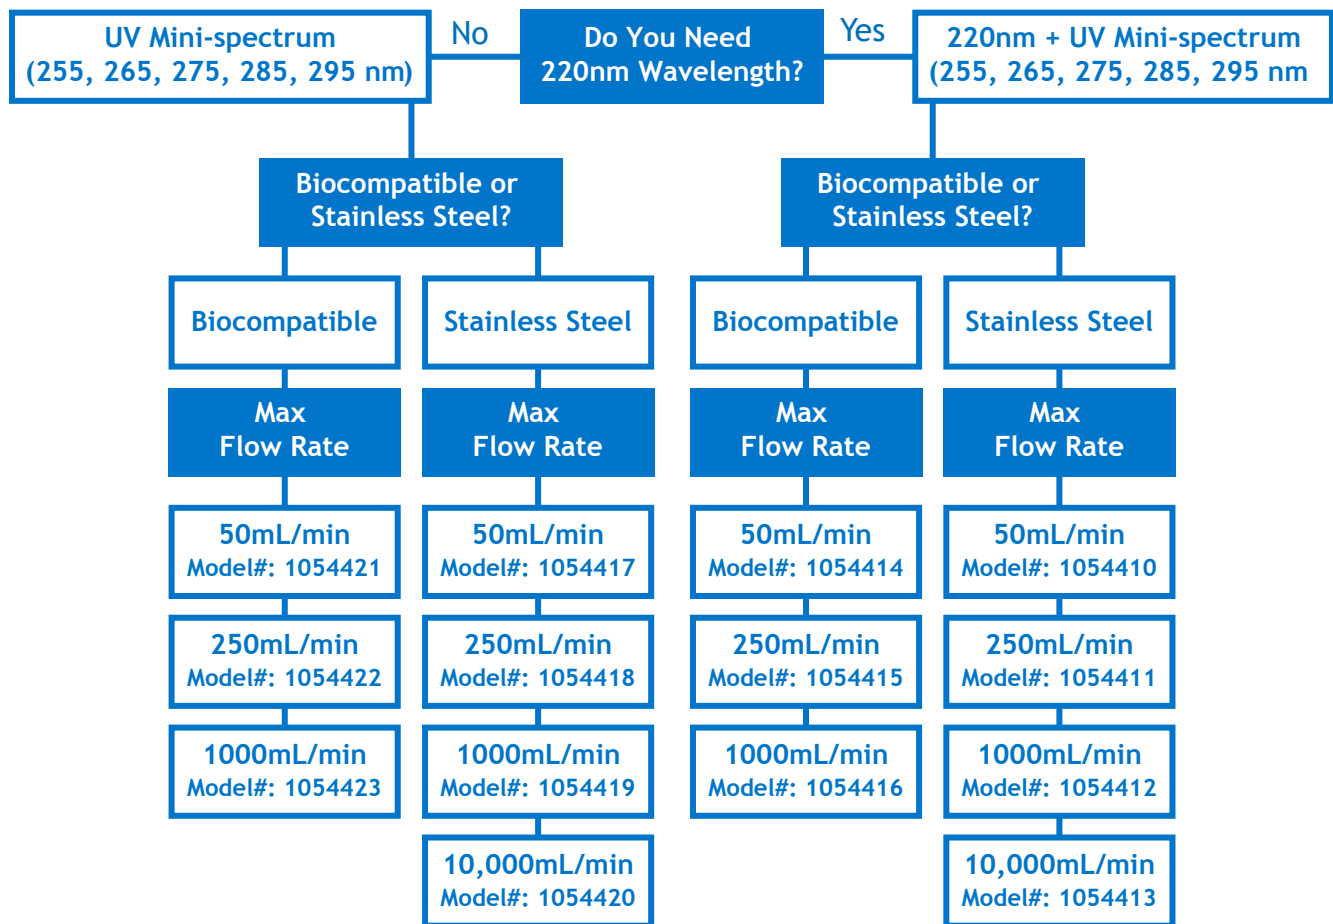 UV Mini-spectrum
(255, 265, 275, 285, 295 nm)
No
Do You Need
220nm Wavelength?
Yes
220nm + UV Mini-spectrum
(255, 265, 275, 285, 295 nm
Biocompatible or
Stainless Steel?
Biocompatible or
Stainless Steel?
Biocompatible
Stainless Steel
Biocompatible
Stainless Steel
Max
Flow Rate
Max
Flow Rate
Max
Flow Rate
Max
Flow Rate
50mL/min
Model#: 1054421
50mL/min
Model#: 1054417
50mL/min
Model#: 1054414
50mL/min
Model#: 1054410
250mL/min
Model#: 1054422
250mL/min
Model#: 1054418
250mL/min
Model#: 1054415
250mL/min
Model#: 1054411
1000mL/min
Model#: 1054423
1000mL/min
Model#: 1054419
1000mL/min
Model#: 1054416
1000mL/min
Model#: 1054412
10,000mL/min
Model#: 1054420
10,000mL/min
Model#: 1054413